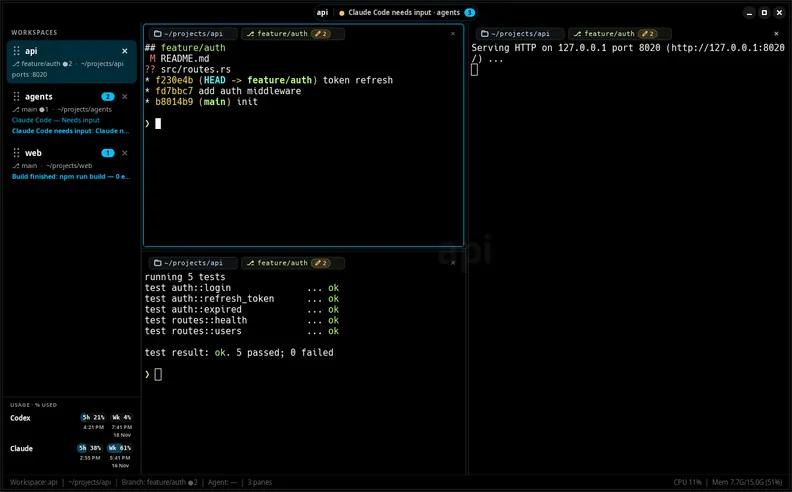 api | Claude Code needs input · agents 3
WORKSPACES
api
feature/auth ●2 · ~/projects/api
ports :8020
agents 2
main ●1 · ~/projects/agents
Claude Code — Needs input
Claude Code needs input: Claude n...
web 1
main · ~/projects/web
Build finished: npm run build — 0 e...
USAGE · % USED
Codex 5h 21% Wk 4%
4:21 PM 7:41 PM
18 Nov
Claude 5h 38% Wk 61%
2:55 PM 5:41 PM
16 Nov
~/projects/api feature/auth 2
## feature/auth
M README.md
?? src/routes.rs
* f230e4b (HEAD -> feature/auth) token refresh
* fd7bbc7 add auth middleware
* b8014b9 (main) init
❯
~/projects/api feature/auth 2
running 5 tests
test auth::login ... ok
test auth::refresh_token ... ok
test auth::expired ... ok
test routes::health ... ok
test routes::users ... ok
test result: ok. 5 passed; 0 failed
❯
~/projects/api feature/auth 2
Serving HTTP on 127.0.0.1 port 8020 (http://127.0.0.1:8020
/) ...
api
Workspace: api | ~/projects/api | Branch: feature/auth ●2 | Agent: — | 3 panes
CPU 11% | Mem 7.7G/15.0G (51%)